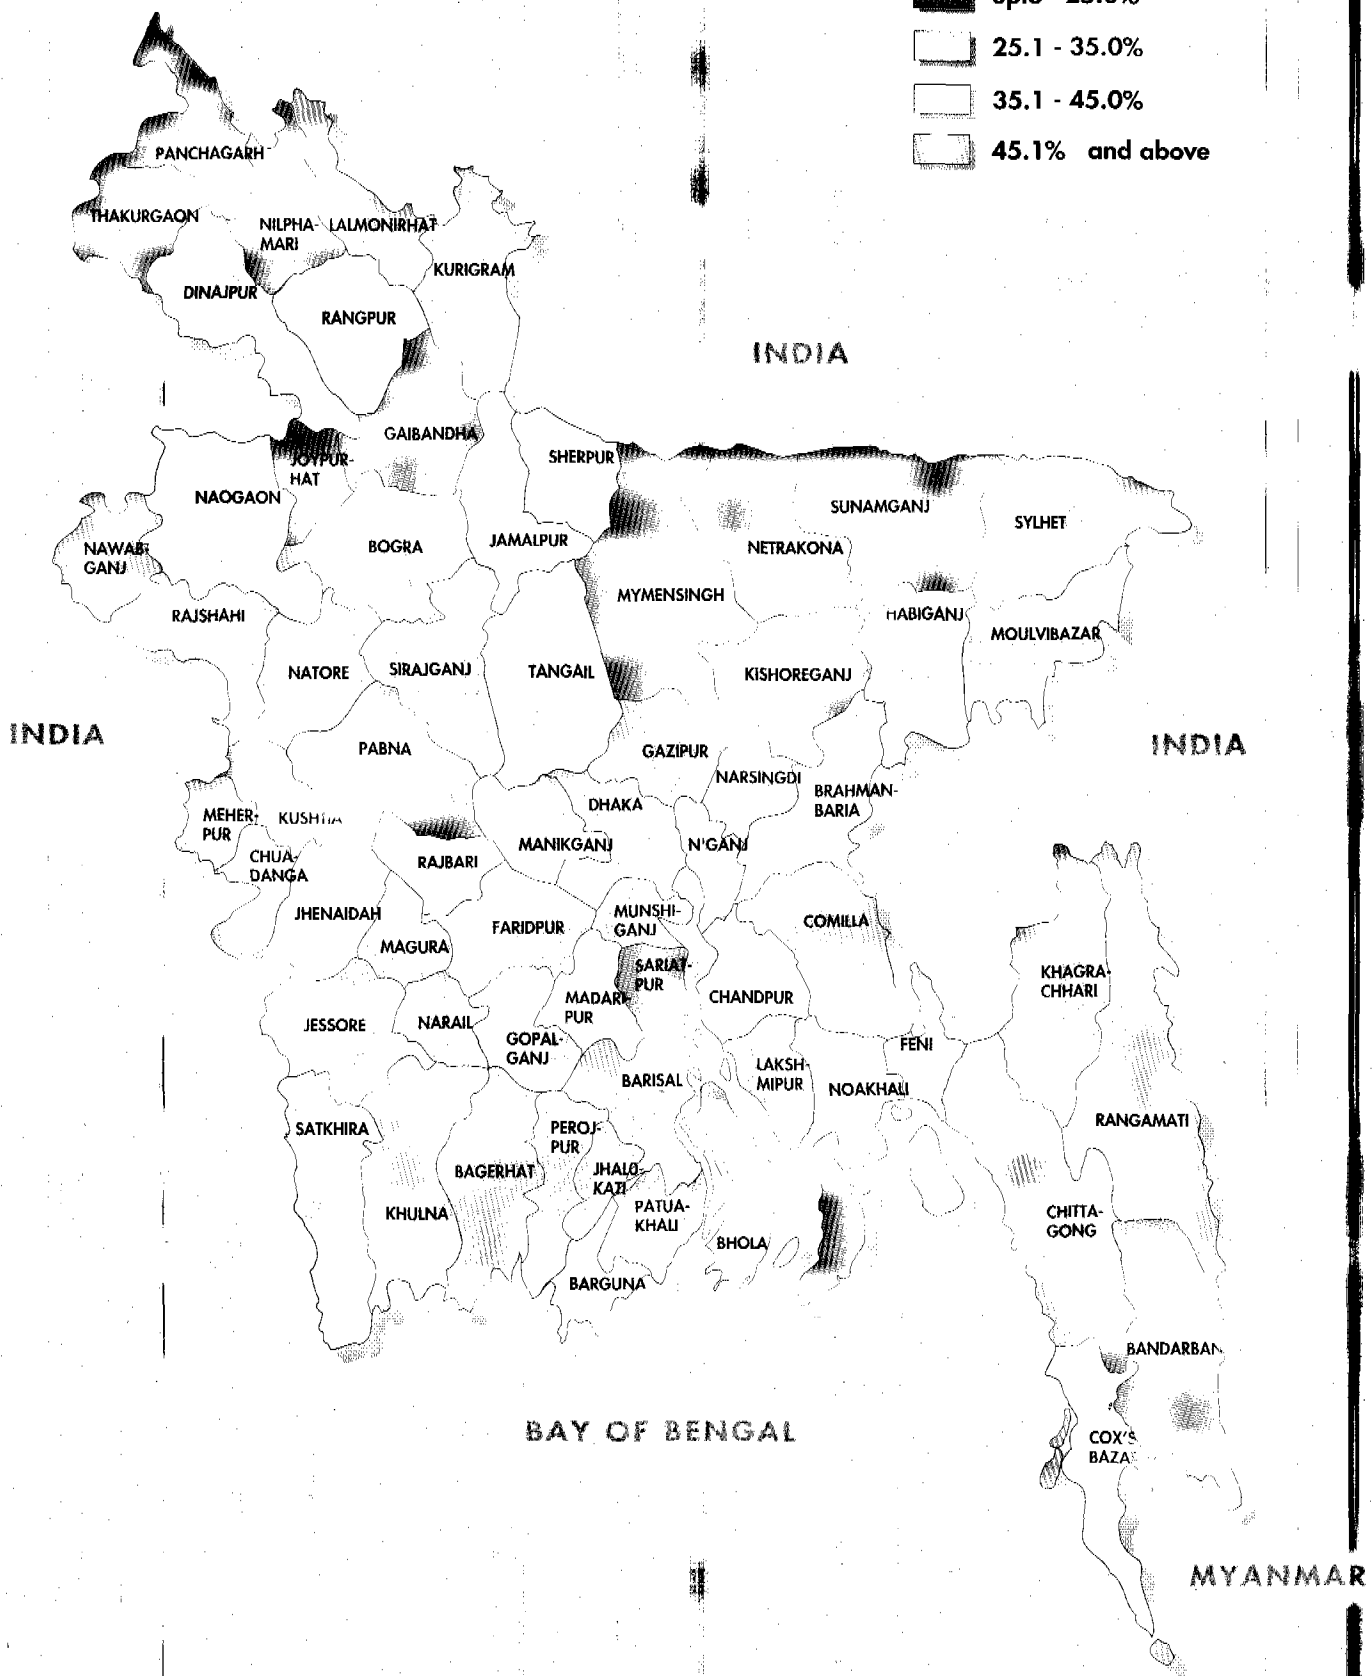 25.1 - 35.0%
35.1 - 45.0%
45.1% and above
PANCHAGARH
THAKURGAON
NILPHA-
MARI
LALMONIRHAT
KURIGRAM
DINAJPUR
RANGPUR
INDIA
GAIBANDHA
JOYPUR-
HAT
SHERPUR
NAOGAON
SUNAMGANJ
SYLHET
NAWAB-
GANJ
BOGRA
JAMALPUR
NETRAKONA
MYMENSINGH
RAJSHAHI
HABIGANJ
MOULVIBAZAR
NATORE
SIRAJGANJ
TANGAIL
KISHOREGANJ
INDIA
PABNA
GAZIPUR
INDIA
NARSINGDI
BRAHMAN-
BARIA
DHAKA
MEHER-
PUR
KUSHTIA
MANIKGANJ
N'GANJ
CHUA-
DANGA
RAJBARI
JHENAIDAH
MUNSHI-
GANJ
COMILLA
FARIDPUR
MAGURA
SARIAT-
PUR
KHAGRA-
CHHARI
MADARI-
PUR
CHANDPUR
JESSORE
NARAIL
GOPAL-
GANJ
FENI
BARISAL
LAKSH-
MIPUR
NOAKHALI
RANGAMATI
SATKHIRA
PEROJ-
PUR
BAGERHAT
JHALO-
KATI
KHULNA
PATUA-
KHALI
CHITTA-
GONG
BHOLA
BARGUNA
BANDARBAN
BAY OF BENGAL
COX'S
BAZA
MYANMAR